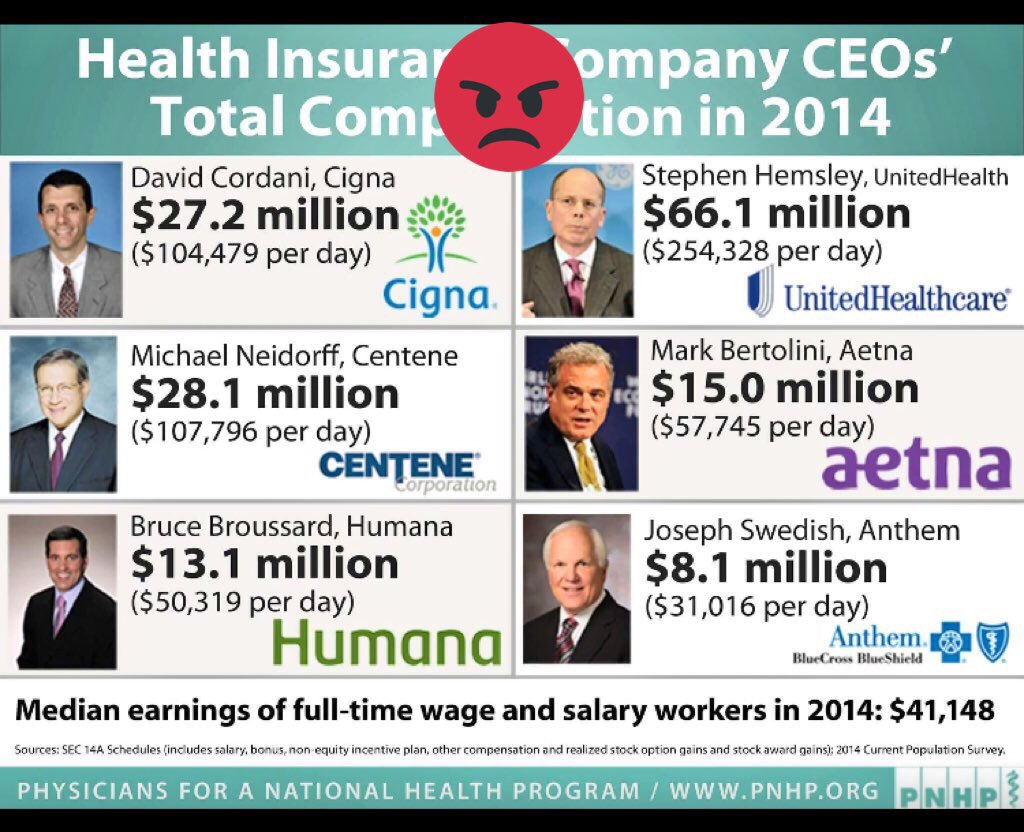 Health Insuran ompany CEOs'
Total Comp tion in 2014
David Cordani, Cigna
$27.2 million
($104,479 per day)
Cigna.
Stephen Hemsley, UnitedHealth
$66.1 million
($254,328 per day)
UnitedHealthcare®
Michael Neidorff, Centene
$28.1 million
($107,796 per day)
CENTENE®
Corporation
Mark Bertolini, Aetna
$15.0 million
($57,745 per day)
aetna
Bruce Broussard, Humana
$13.1 million
($50,319 per day)
Humana
Joseph Swedish, Anthem
$8.1 million
($31,016 per day)
Anthem.
BlueCross BlueShield
Median earnings of full-time wage and salary workers in 2014: $41,148
Sources: SEC 14A Schedules (includes salary, bonus, non-equity incentive plan, other compensation and realized stock option gains and stock award gains); 2014 Current Population Survey.
PHYSICIANS FOR A NATIONAL HEALTH PROGRAM / WWW.PNHP.ORG
PNHP